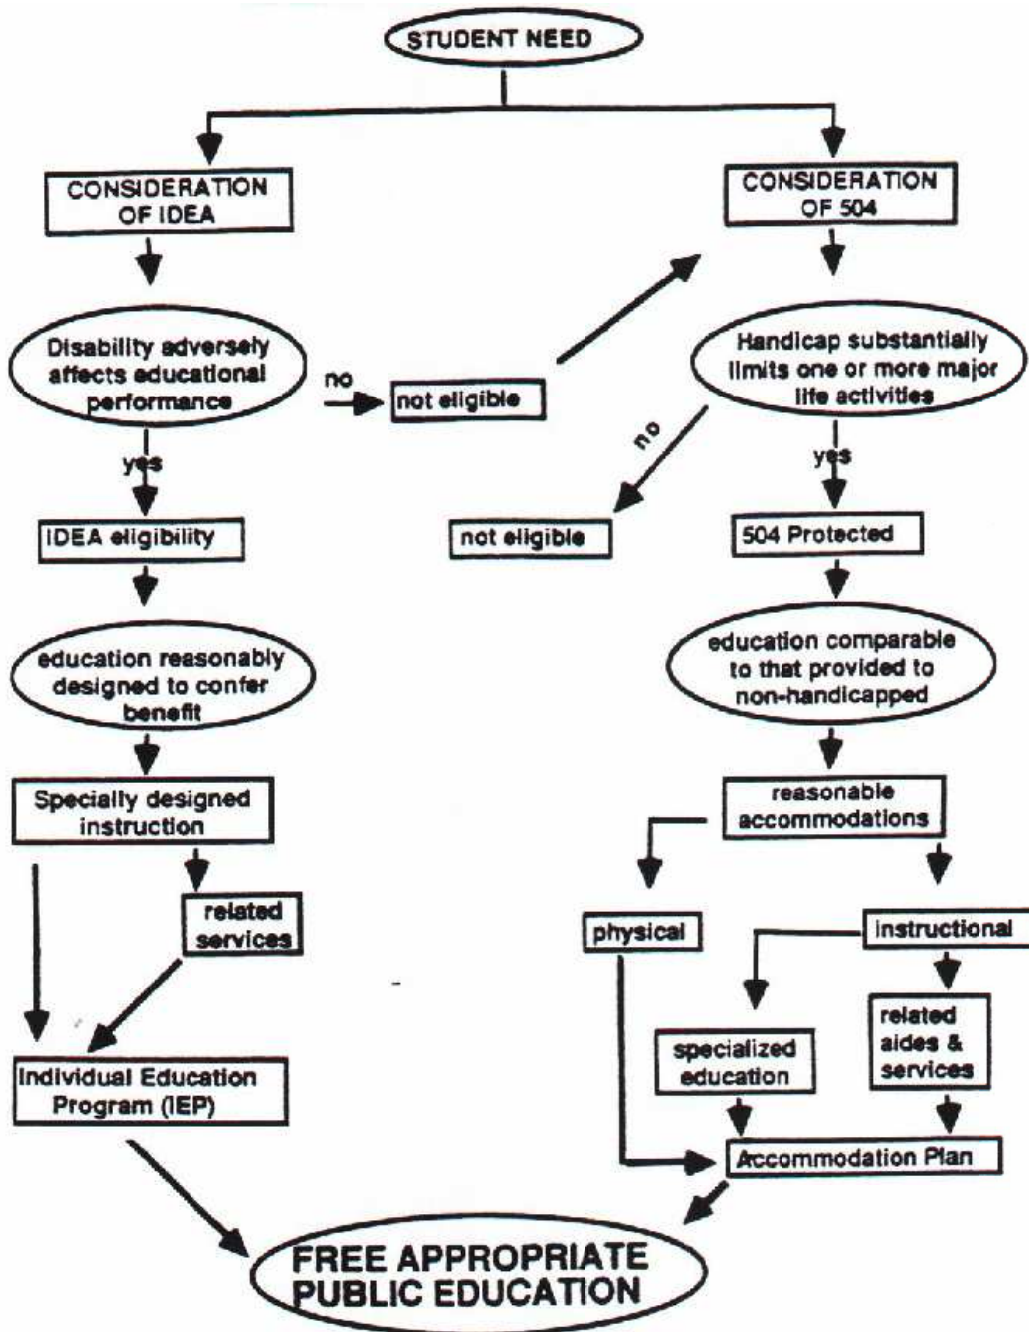 STUDENT NEED
CONSIDERATION
OF IDEA
CONSIDERATION
OF 504
Disability adversely
affects educational
performance
no
not eligible
Handicap substantially
limits one or more major
life activities
no
yes
yes
IDEA eligibility
not eligible
504 Protected
education reasonably
designed to confer
benefit
education comparable
to that provided to
non-handicapped
Specially designed
instruction
reasonable
accommodations
related
services
physical
instructional
specialized
education
related
aides &
services
Individual Education
Program (IEP)
Accommodation Plan
FREE APPROPRIATE
PUBLIC EDUCATION